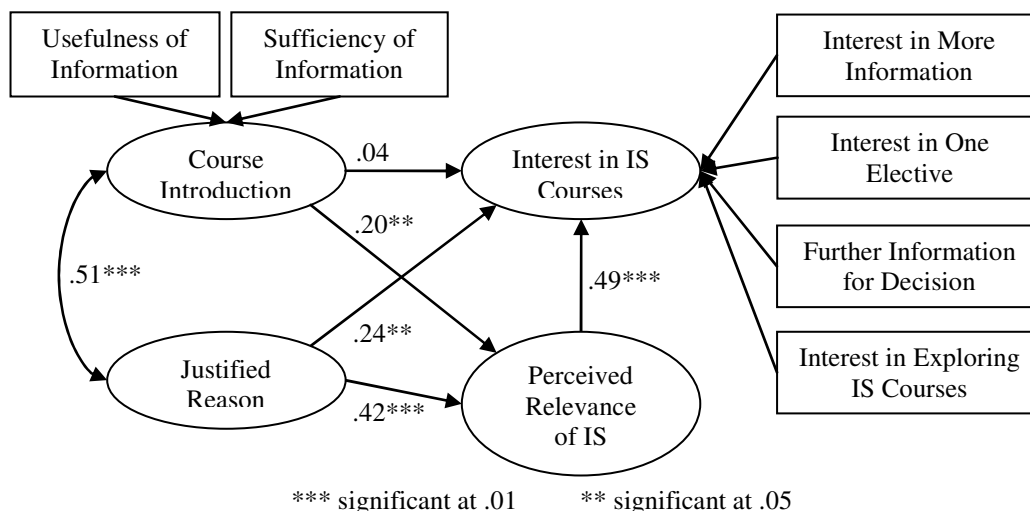 Usefulness of
Information
Sufficiency of
Information
Interest in More
Information
Course
Introduction
.04
Interest in IS
Courses
Interest in One
Elective
.20**
.51***
.49***
Further Information
for Decision
.24**
Justified
Reason
.42***
Perceived
Relevance
of IS
Interest in Exploring
IS Courses
*** significant at .01 ** significant at .05